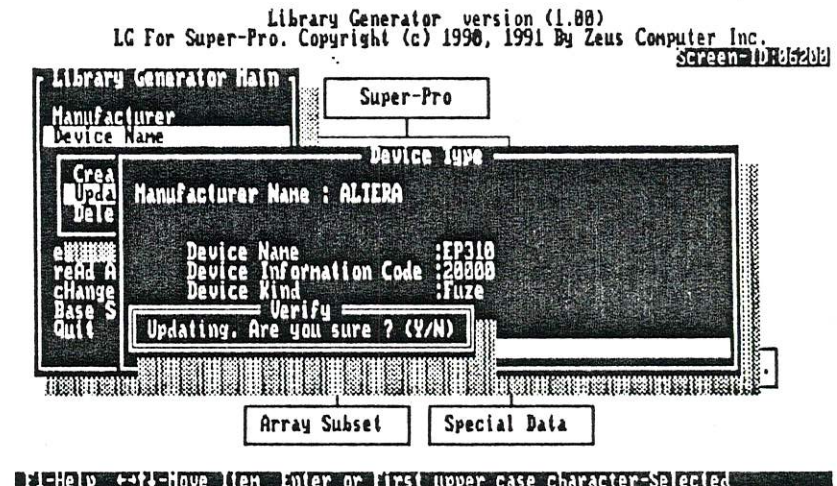 Library Generator version (1.00)
LG For Super-Pro. Copyright (c) 1990, 1991 By Zeus Computer Inc.
Screen-ID:06200
Library Generator Main
Super-Pro
Manufacturer
Device Name
Device Type
Crea
Upda
Dele
Manufacturer Name : ALTERA
Device Name :EP310
Device Information Code :20000
Device Kind :Fuze
e
reAd A
cHange
Base S
Quit
Verify
Updating. Are you sure ? (Y/N)
Array Subset
Special Data
F1-Help ←→↑↓-Move Item Enter or First upper case character-Selected